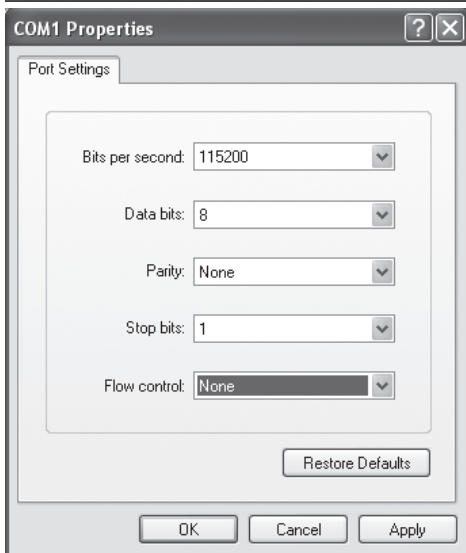 COM1 Properties
Port Settings
Bits per second: 115200
Data bits: 8
Parity: None
Stop bits: 1
Flow control: None
Restore Defaults
OK Cancel Apply